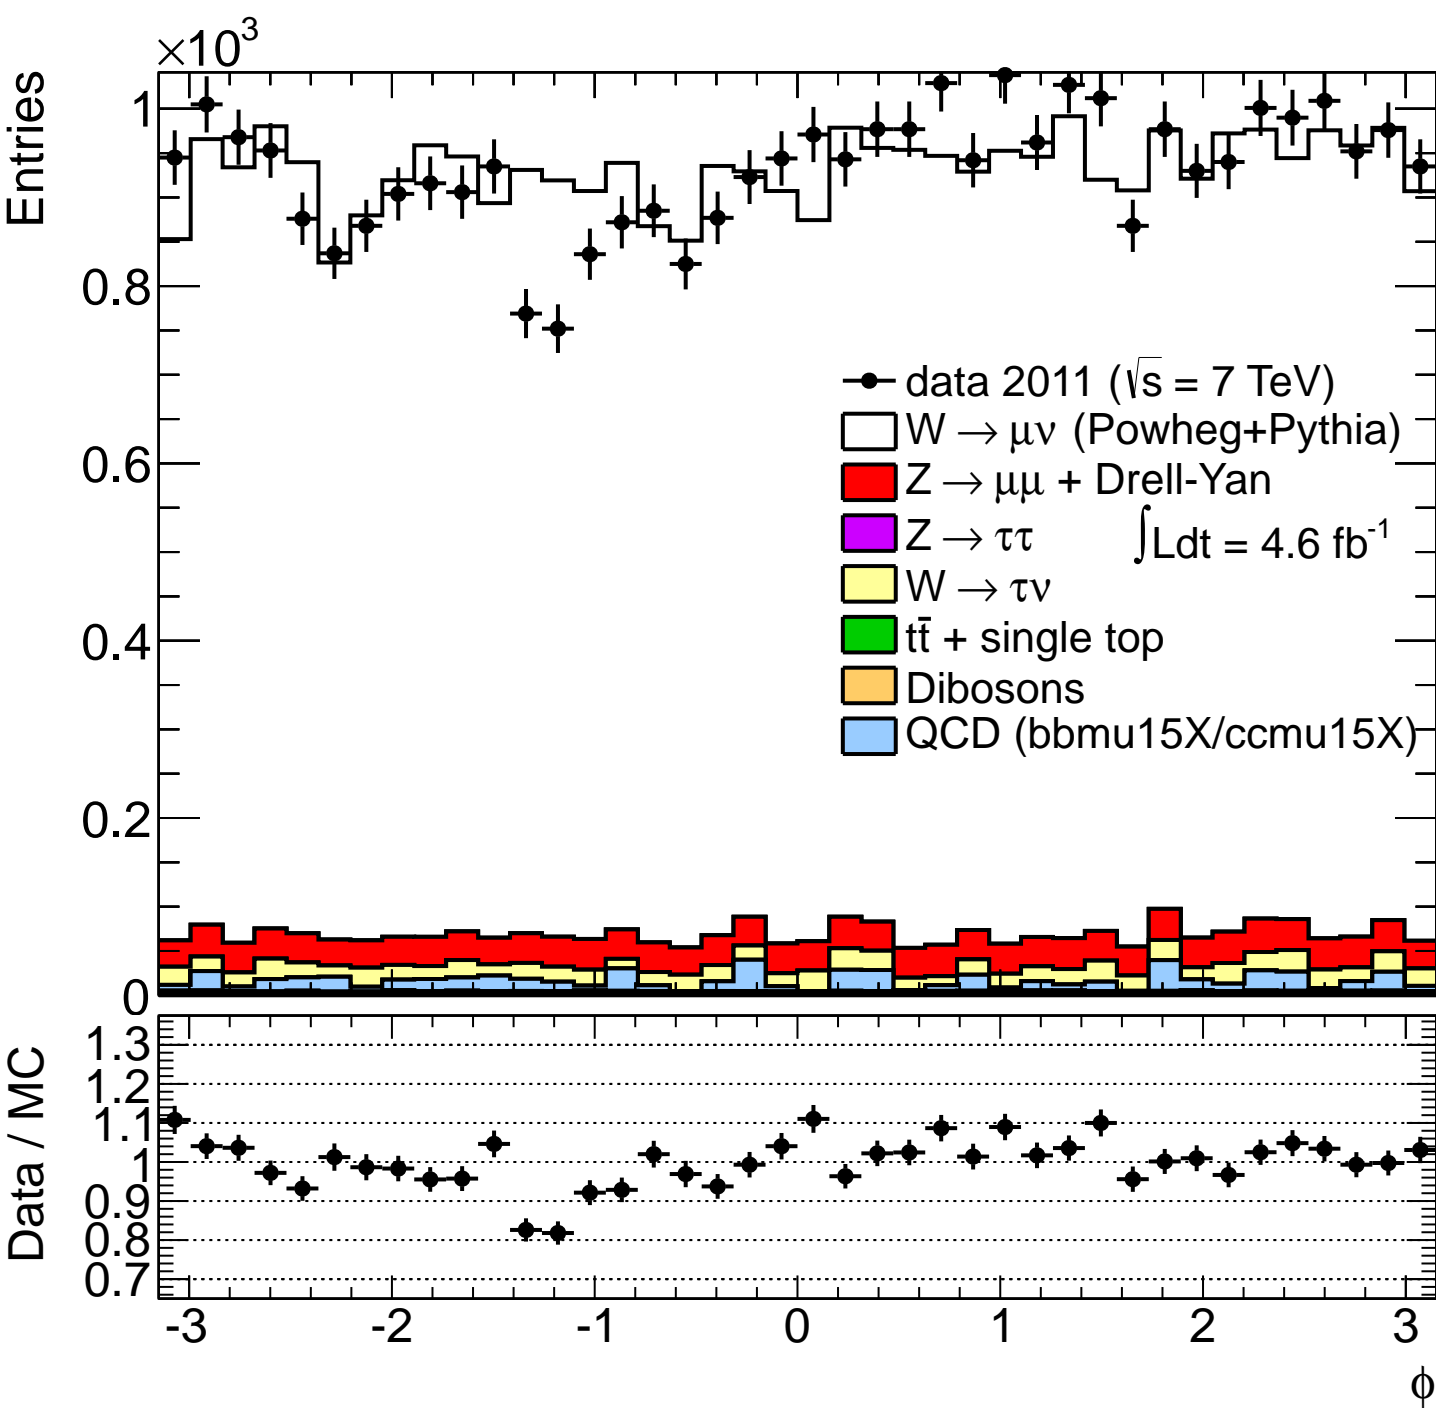 ×10³
Entries
1
0.8
0.6
0.4
0.2
0
data 2011 (√s = 7 TeV)
W → μν (Powheg+Pythia)
Z → μμ + Drell-Yan
Z → ττ
∫Ldt = 4.6 fb⁻¹
W → τν
tt̄ + single top
Dibosons
QCD (bbmu15X/ccmu15X)
Data / MC
1.3
1.2
1.1
1
0.9
0.8
0.7
-3 -2 -1 0 1 2 3
ϕ